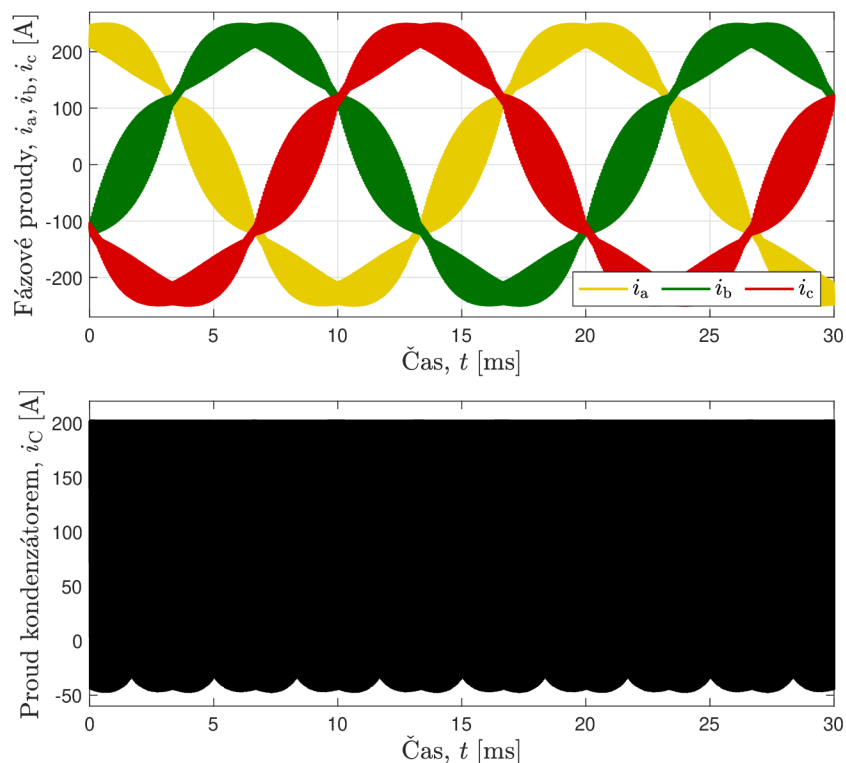 Fázové proudy, i_a, i_b, i_c [A]
200
100
0
-100
-200
i_a i_b i_c
0 5 10 15 20 25 30
Čas, t [ms]
Proud kondenzátorem, i_C [A]
200
150
100
50
0
-50
0 5 10 15 20 25 30
Čas, t [ms]